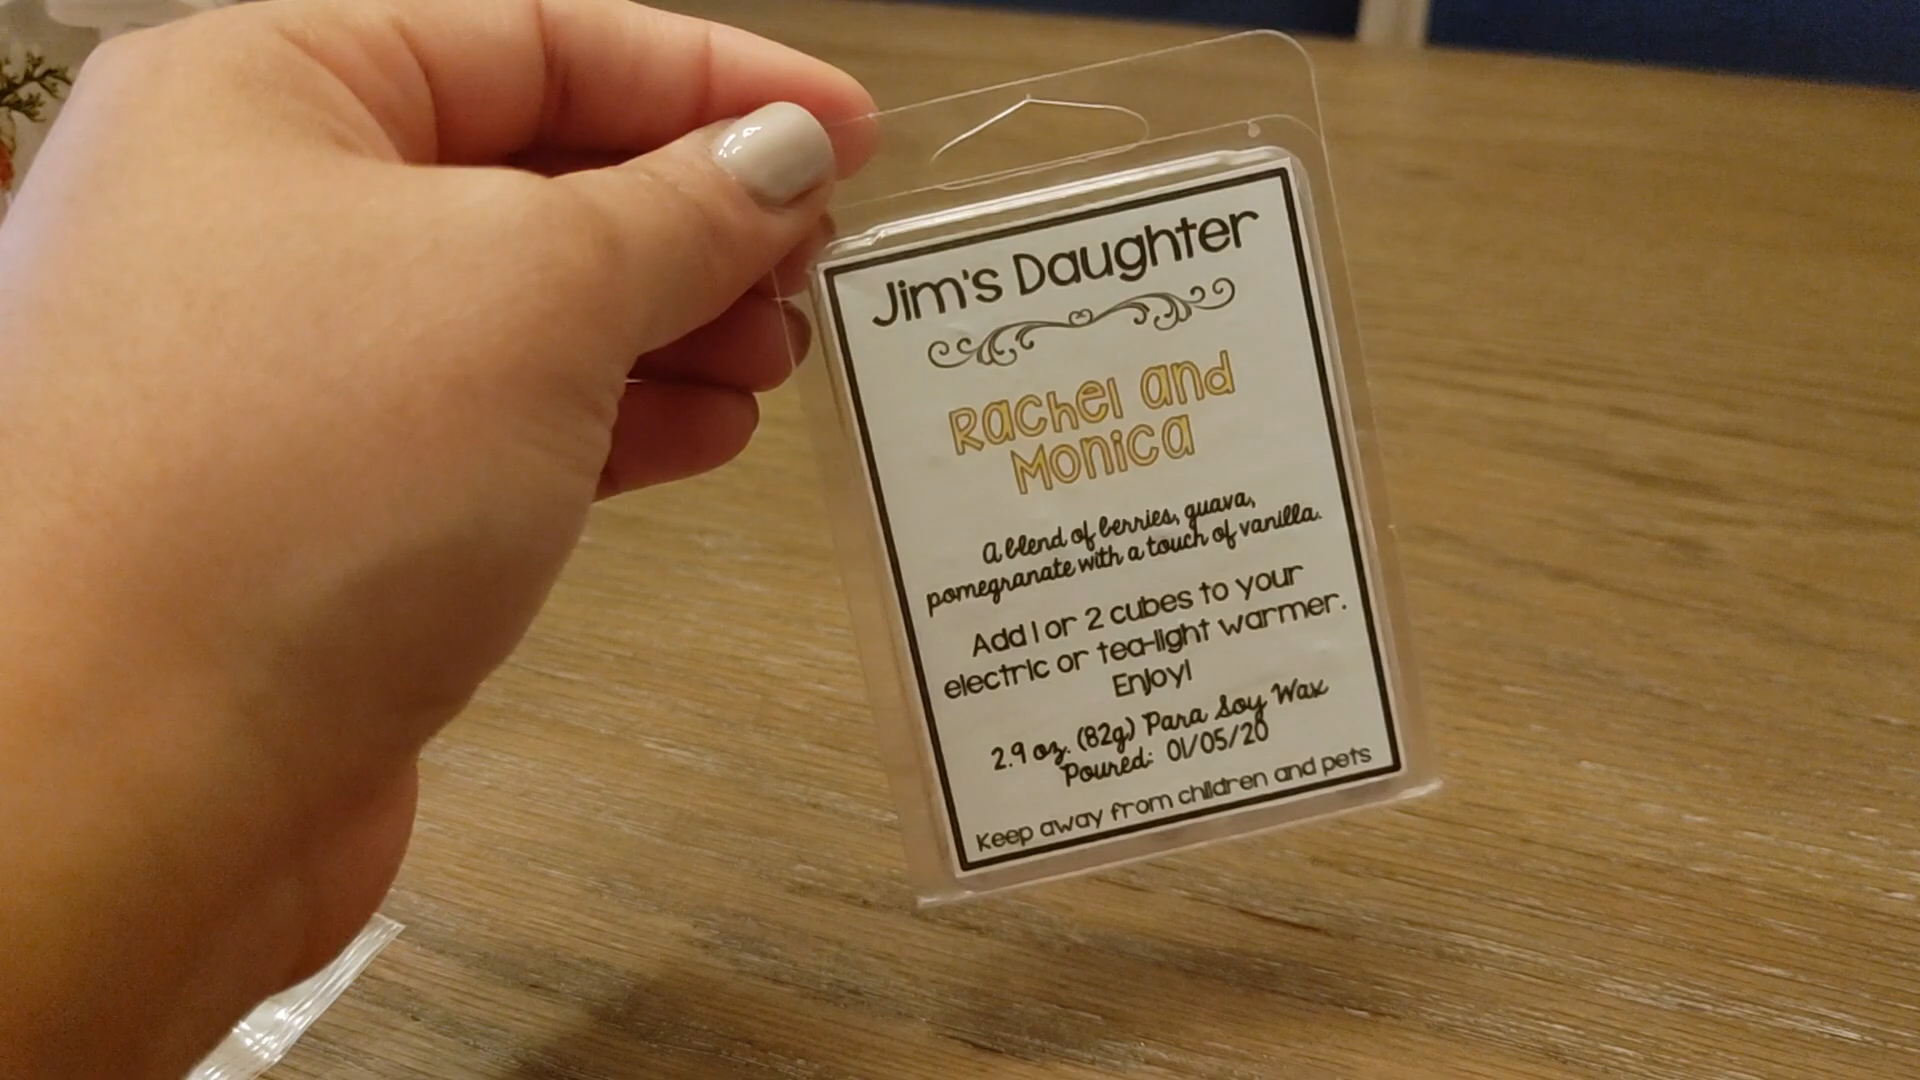 Jim's Daughter
Rachel and
Monica
A blend of berries, guava,
pomegranate with a touch of vanilla.
Add 1 or 2 cubes to your
electric or tea-light warmer.
Enjoy!
2.9 oz. (82g) Para Soy Wax
Poured: 01/05/20
Keep away from children and pets